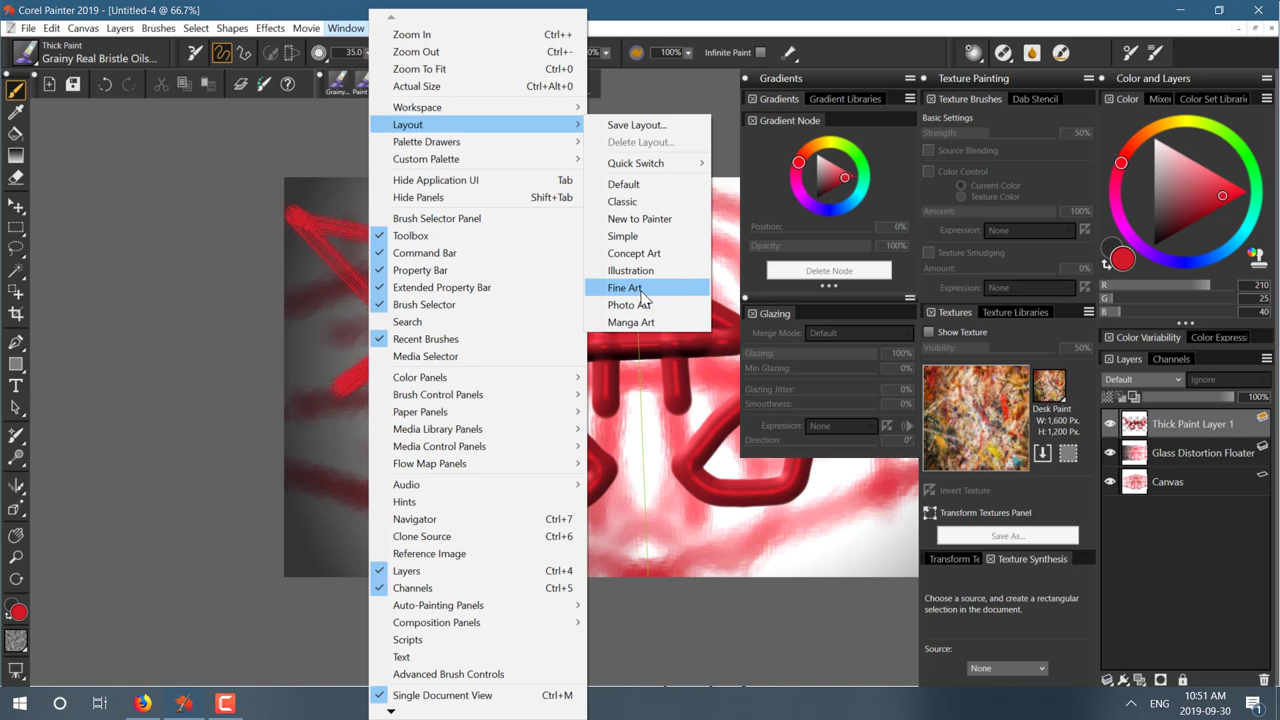 Corel Painter 2019 - [Untitled-4 @ 66.7%]
File Edit Canvas Layers Brushes Select Shapes Effects Movie Window
Thick Paint
Grainy Real Bristle Oils...
35.0
100%
Infinite Paint
Grainy...
Zoom In Ctrl++
Zoom Out Ctrl+-
Zoom To Fit Ctrl+0
Actual Size Ctrl+Alt+0
Workspace
Layout
Palette Drawers
Custom Palette
Hide Application UI Tab
Hide Panels Shift+Tab
Brush Selector Panel
Toolbox
Command Bar
Property Bar
Extended Property Bar
Brush Selector
Search
Recent Brushes
Media Selector
Color Panels
Brush Control Panels
Paper Panels
Media Library Panels
Media Control Panels
Flow Map Panels
Audio
Hints
Navigator Ctrl+7
Clone Source Ctrl+6
Reference Image
Layers Ctrl+4
Channels Ctrl+5
Auto-Painting Panels
Composition Panels
Scripts
Text
Advanced Brush Controls
Single Document View Ctrl+M
Save Layout...
Delete Layout...
Quick Switch
Default
Classic
New to Painter
Simple
Concept Art
Illustration
Fine Art
Photo Art
Manga Art
Gradients
Gradients Gradient Libraries
Gradient Node
Position: 0%
Opacity: 100%
Delete Node
Glazing
Merge Mode: Default
Glazing: 100%
Min Glazing: 0%
Glazing Jitter: 0%
Smoothness: 0%
Expression: None
Direction: 0°
Texture Painting
Texture Brushes Dab Stencil
Basic Settings
Strength: 50%
Source Blending
Color Control
Current Color
Texture Color
Amount: 100%
Expression: None
Texture Smudging
Amount: 0%
Expression: None
Textures Texture Libraries
Show Texture
Visibility: 50%
Desk Paint
W: 1,600 Px.
H: 1,200 Px.
Invert Texture
Transform Textures Panel
Save As...
Transform Te Texture Synthesis
Choose a source, and create a rectangular
selection in the document.
Source:
None
Color and Layers
Color Mixer Color Set Libraries
R 210
G 25
B 40
Color Variability Color Express
Layers Channels
Default Ignore
100%
Thick Paint Layer 1
Glass Distortion Floater
Canvas
10:51 AM
2019-09-30